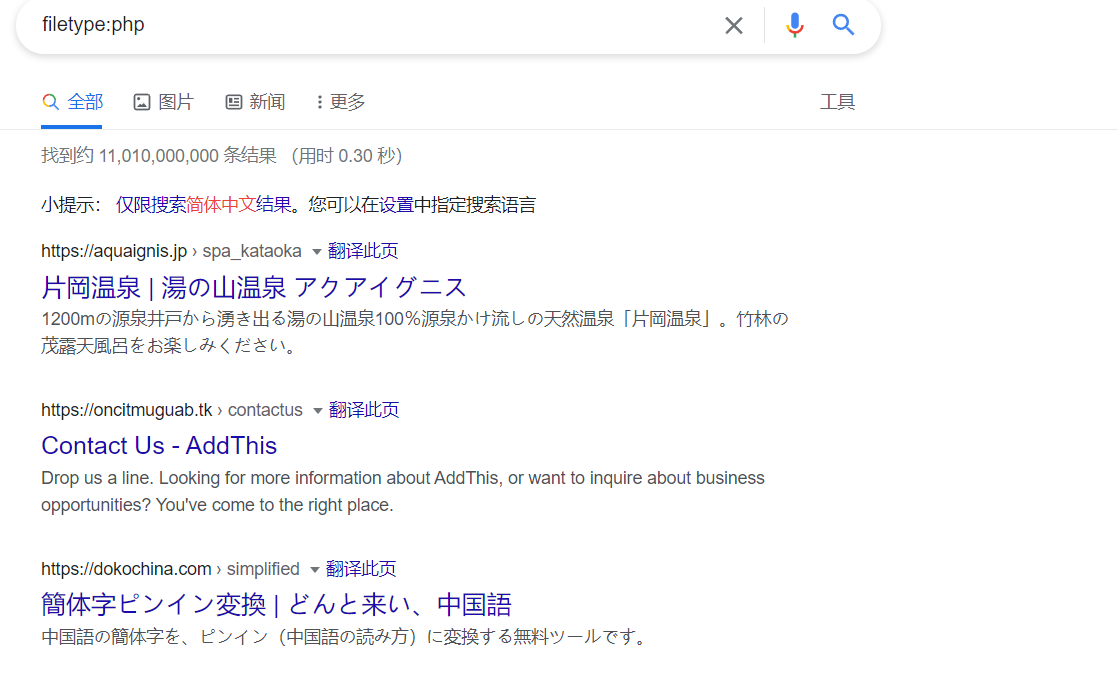 filetype:php
全部 图片 新闻 更多 工具
找到约 11,010,000,000 条结果 （用时 0.30 秒）
小提示： 仅限搜索简体中文结果。您可以在设置中指定搜索语言
https://aquaignis.jp › spa_kataoka 翻译此页
片岡温泉 | 湯の山温泉 アクアイグニス
1200mの源泉井戸から湧き出る湯の山温泉100％源泉かけ流しの天然温泉「片岡温泉」。竹林の
茂露天風呂をお楽しみください。
https://oncitmuguab.tk › contactus 翻译此页
Contact Us - AddThis
Drop us a line. Looking for more information about AddThis, or want to inquire about business
opportunities? You've come to the right place.
https://dokochina.com › simplified 翻译此页
簡体字ピンイン変換 | どんと来い、中国語
中国語の簡体字を、ピンイン（中国語の読み方）に変換する無料ツールです。